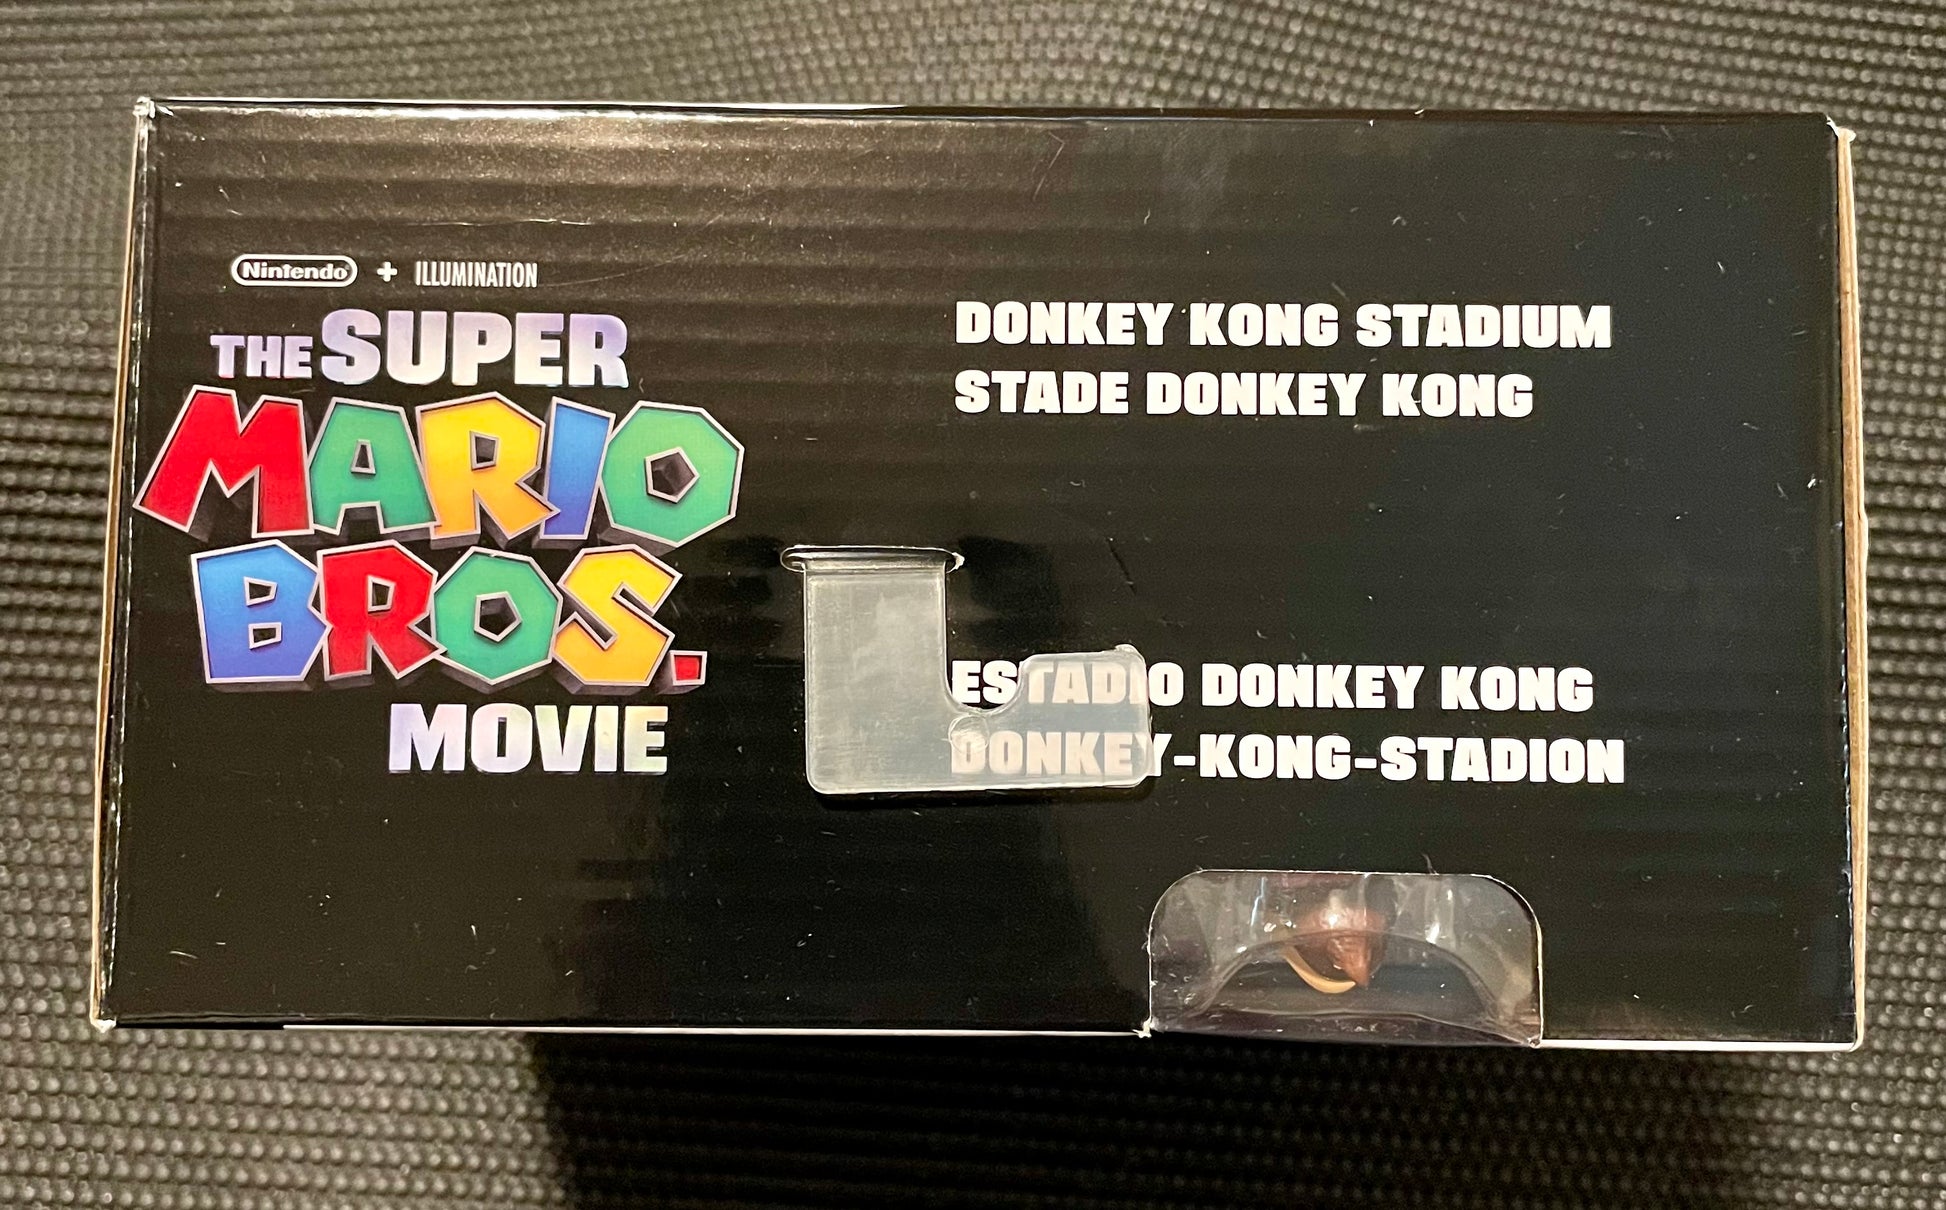 Nintendo + ILLUMINATION
THE SUPER
MARIO
BROS.
MOVIE
DONKEY KONG STADIUM
STADE DONKEY KONG
ESTADIO DONKEY KONG
DONKEY-KONG-STADION